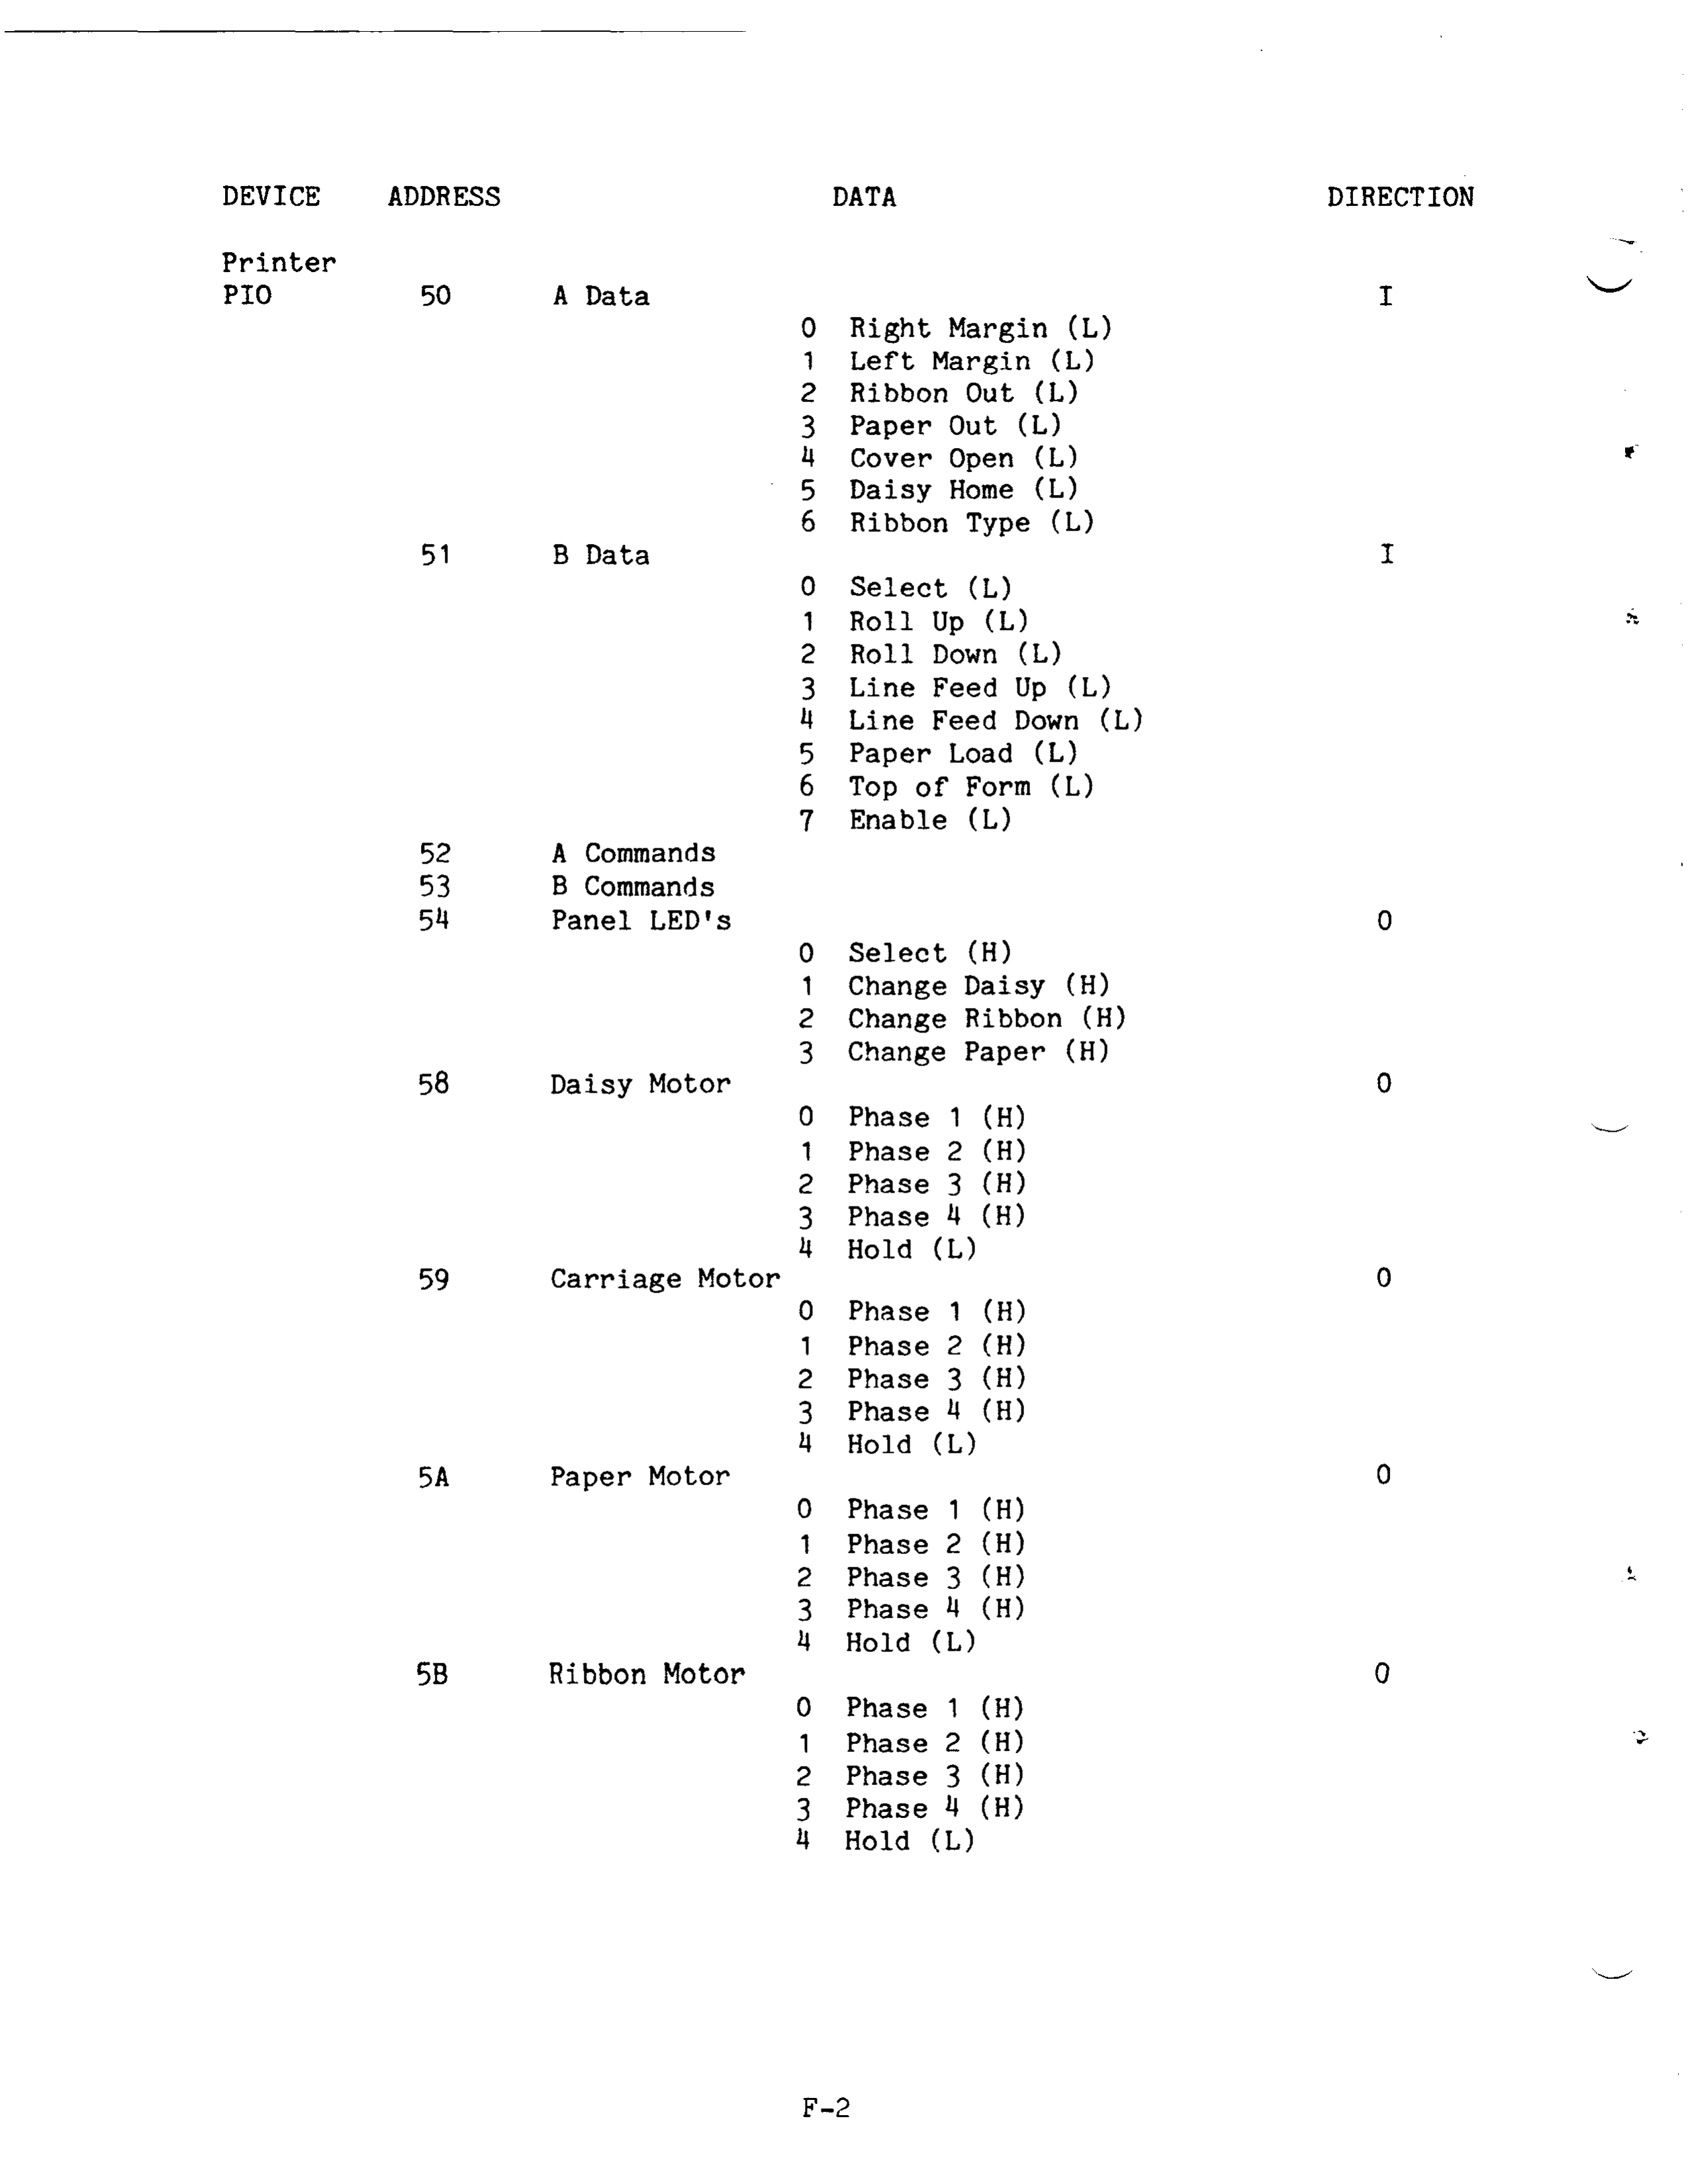 DEVICE ADDRESS DATA DIRECTION
Printer
PIO 50 A Data I
0 Right Margin (L)
1 Left Margin (L)
2 Ribbon Out (L)
3 Paper Out (L)
4 Cover Open (L)
5 Daisy Home (L)
6 Ribbon Type (L)
51 B Data I
0 Select (L)
1 Roll Up (L)
2 Roll Down (L)
3 Line Feed Up (L)
4 Line Feed Down (L)
5 Paper Load (L)
6 Top of Form (L)
7 Enable (L)
52 A Commands
53 B Commands
54 Panel LED's O
0 Select (H)
1 Change Daisy (H)
2 Change Ribbon (H)
3 Change Paper (H)
58 Daisy Motor O
0 Phase 1 (H)
1 Phase 2 (H)
2 Phase 3 (H)
3 Phase 4 (H)
4 Hold (L)
59 Carriage Motor O
0 Phase 1 (H)
1 Phase 2 (H)
2 Phase 3 (H)
3 Phase 4 (H)
4 Hold (L)
5A Paper Motor O
0 Phase 1 (H)
1 Phase 2 (H)
2 Phase 3 (H)
3 Phase 4 (H)
4 Hold (L)
5B Ribbon Motor O
0 Phase 1 (H)
1 Phase 2 (H)
2 Phase 3 (H)
3 Phase 4 (H)
4 Hold (L)
F-2